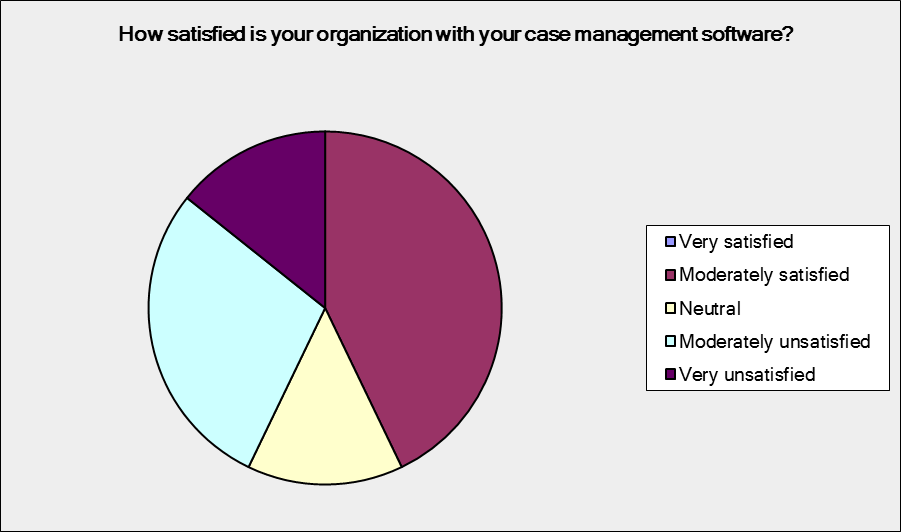 How satisfied is your organization with your case management software?
Very satisfied
Moderately satisfied
Neutral
Moderately unsatisfied
Very unsatisfied